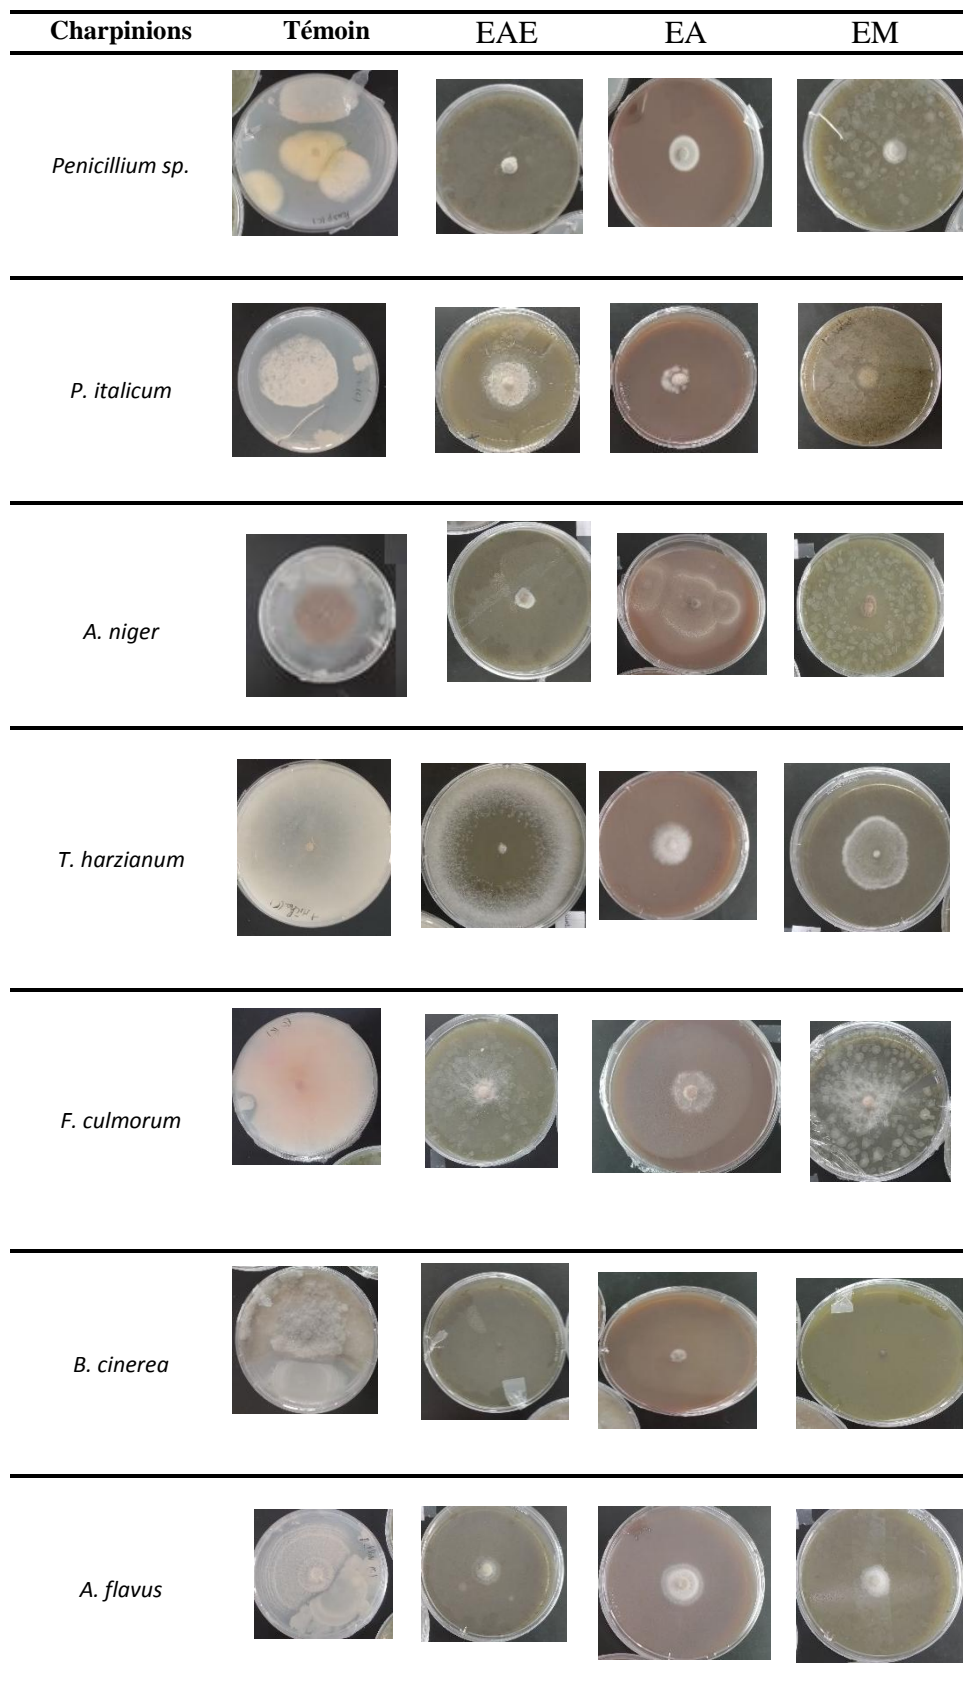 Charpinions Témoin EAE EA EM
Penicillium sp.
P. italicum
A. niger
T. harzianum
F. culmorum
B. cinerea
A. flavus